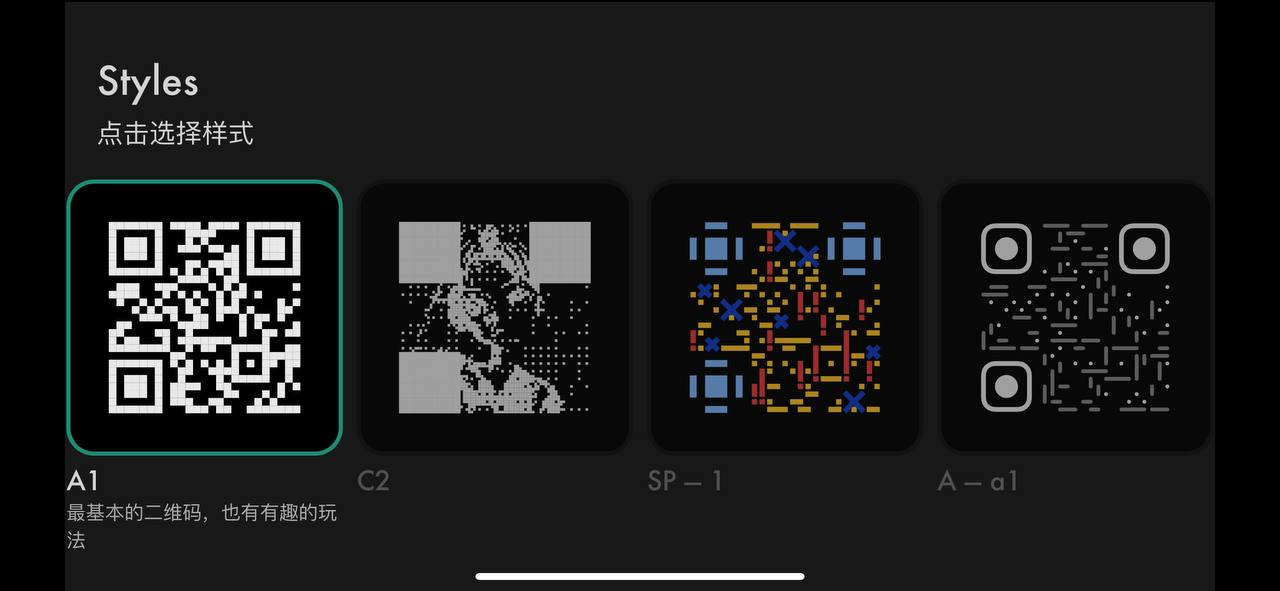 Styles
点击选择样式
A1
C2
SP — 1
A — a1
最基本的二维码，也有有趣的玩
法